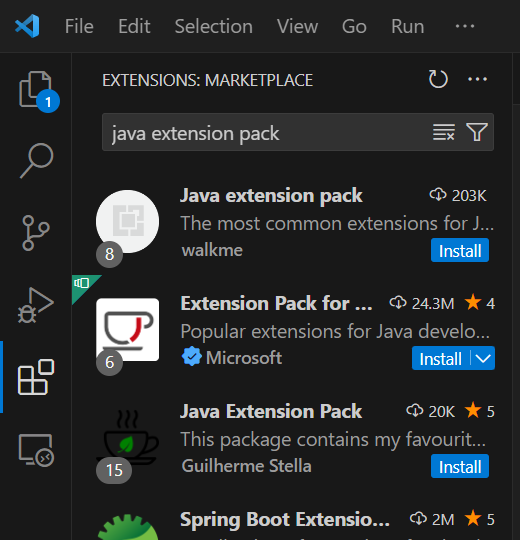 File Edit Selection View Go Run ···
EXTENSIONS: MARKETPLACE
1
java extension pack
Java extension pack 203K
The most common extensions for J...
8
walkme Install
Extension Pack for ... 24.3M 4
Popular extensions for Java develo...
6
Microsoft Install
Java Extension Pack 20K 5
This package contains my favourit...
15
Guilherme Stella Install
Spring Boot Extensio... 2M 5